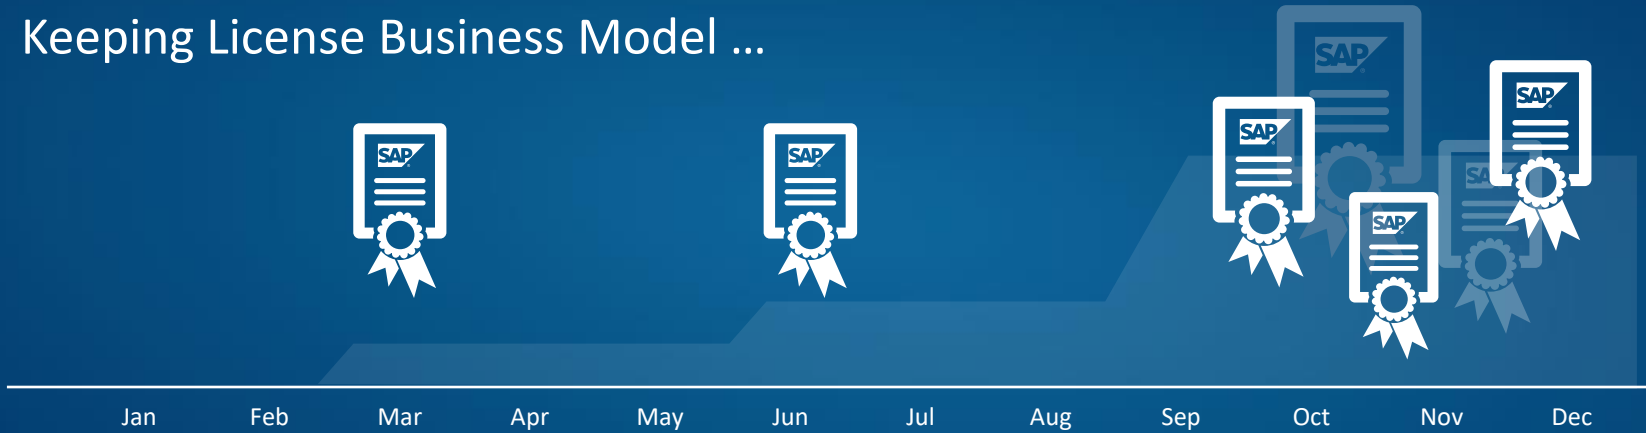 Keeping License Business Model ...
SAP
SAP
SAP
SAP
SAP
SAP
SA
Jan Feb Mar Apr May Jun Jul Aug Sep Oct Nov Dec